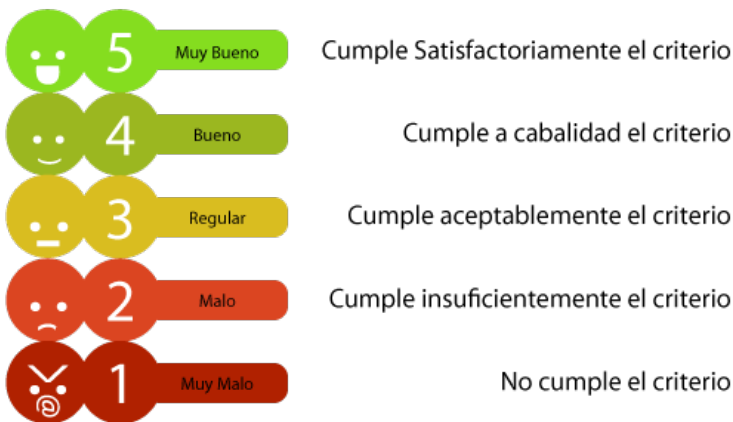 5 Muy Bueno Cumple Satisfactoriamente el criterio
4 Bueno Cumple a cabalidad el criterio
3 Regular Cumple aceptablemente el criterio
2 Malo Cumple insuficientemente el criterio
1 Muy Malo No cumple el criterio